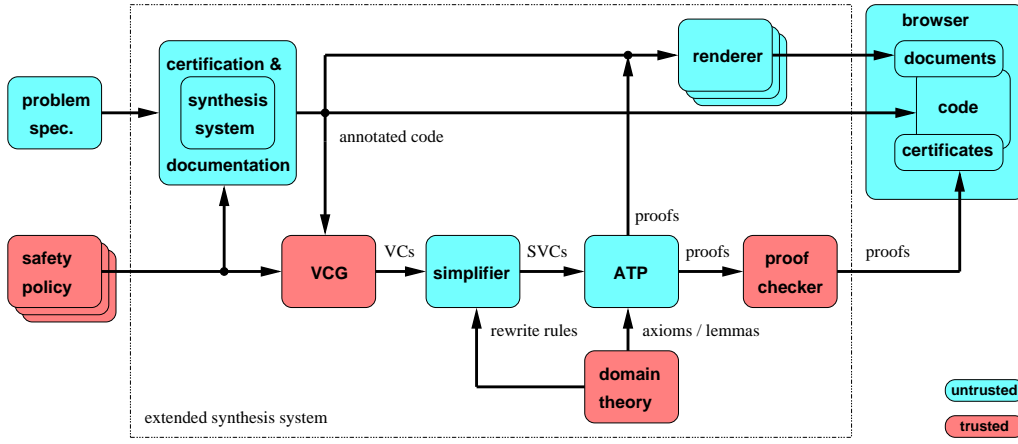 browser
certification &
renderer
documents
problem
spec.
synthesis
system
code
annotated code
documentation
certificates
proofs
safety
policy
VCG
VCs
simplifier
SVCs
ATP
proofs
proof
checker
proofs
rewrite rules
axioms / lemmas
domain
theory
extended synthesis system
untrusted
trusted